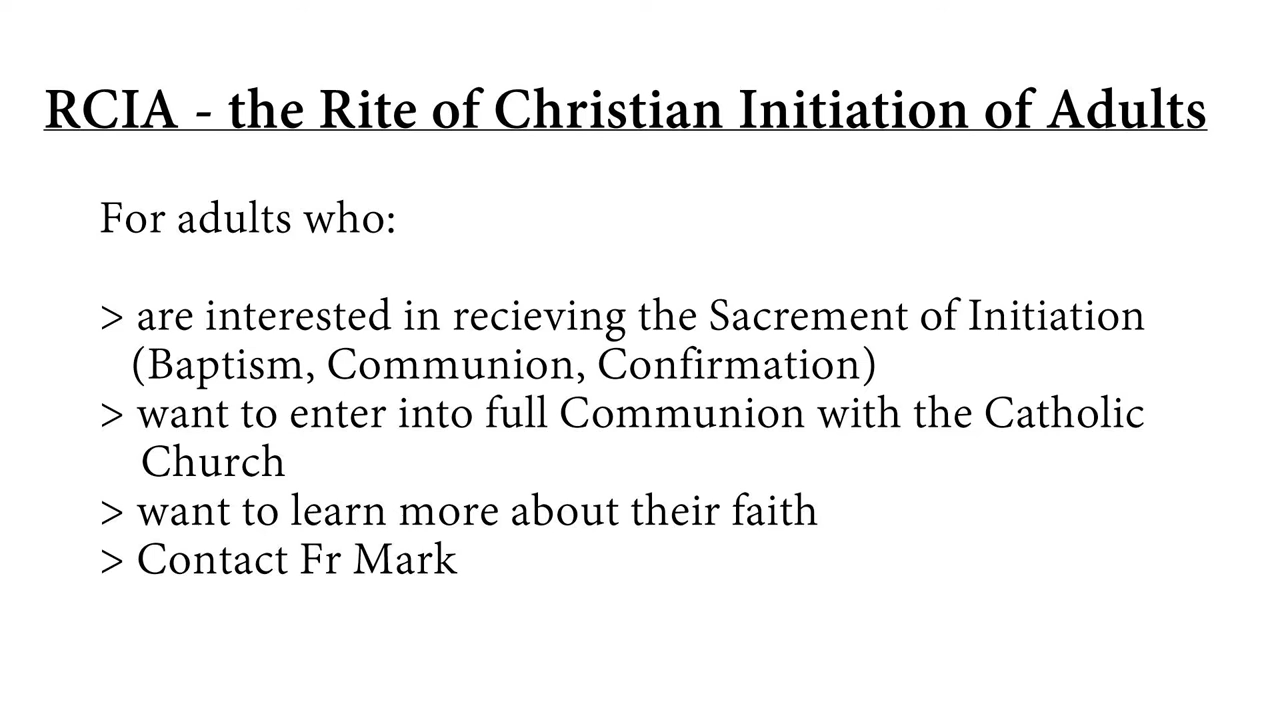 RCIA - the Rite of Christian Initiation of Adults
For adults who:
> are interested in recieving the Sacrement of Initiation
(Baptism, Communion, Confirmation)
> want to enter into full Communion with the Catholic
Church
> want to learn more about their faith
> Contact Fr Mark